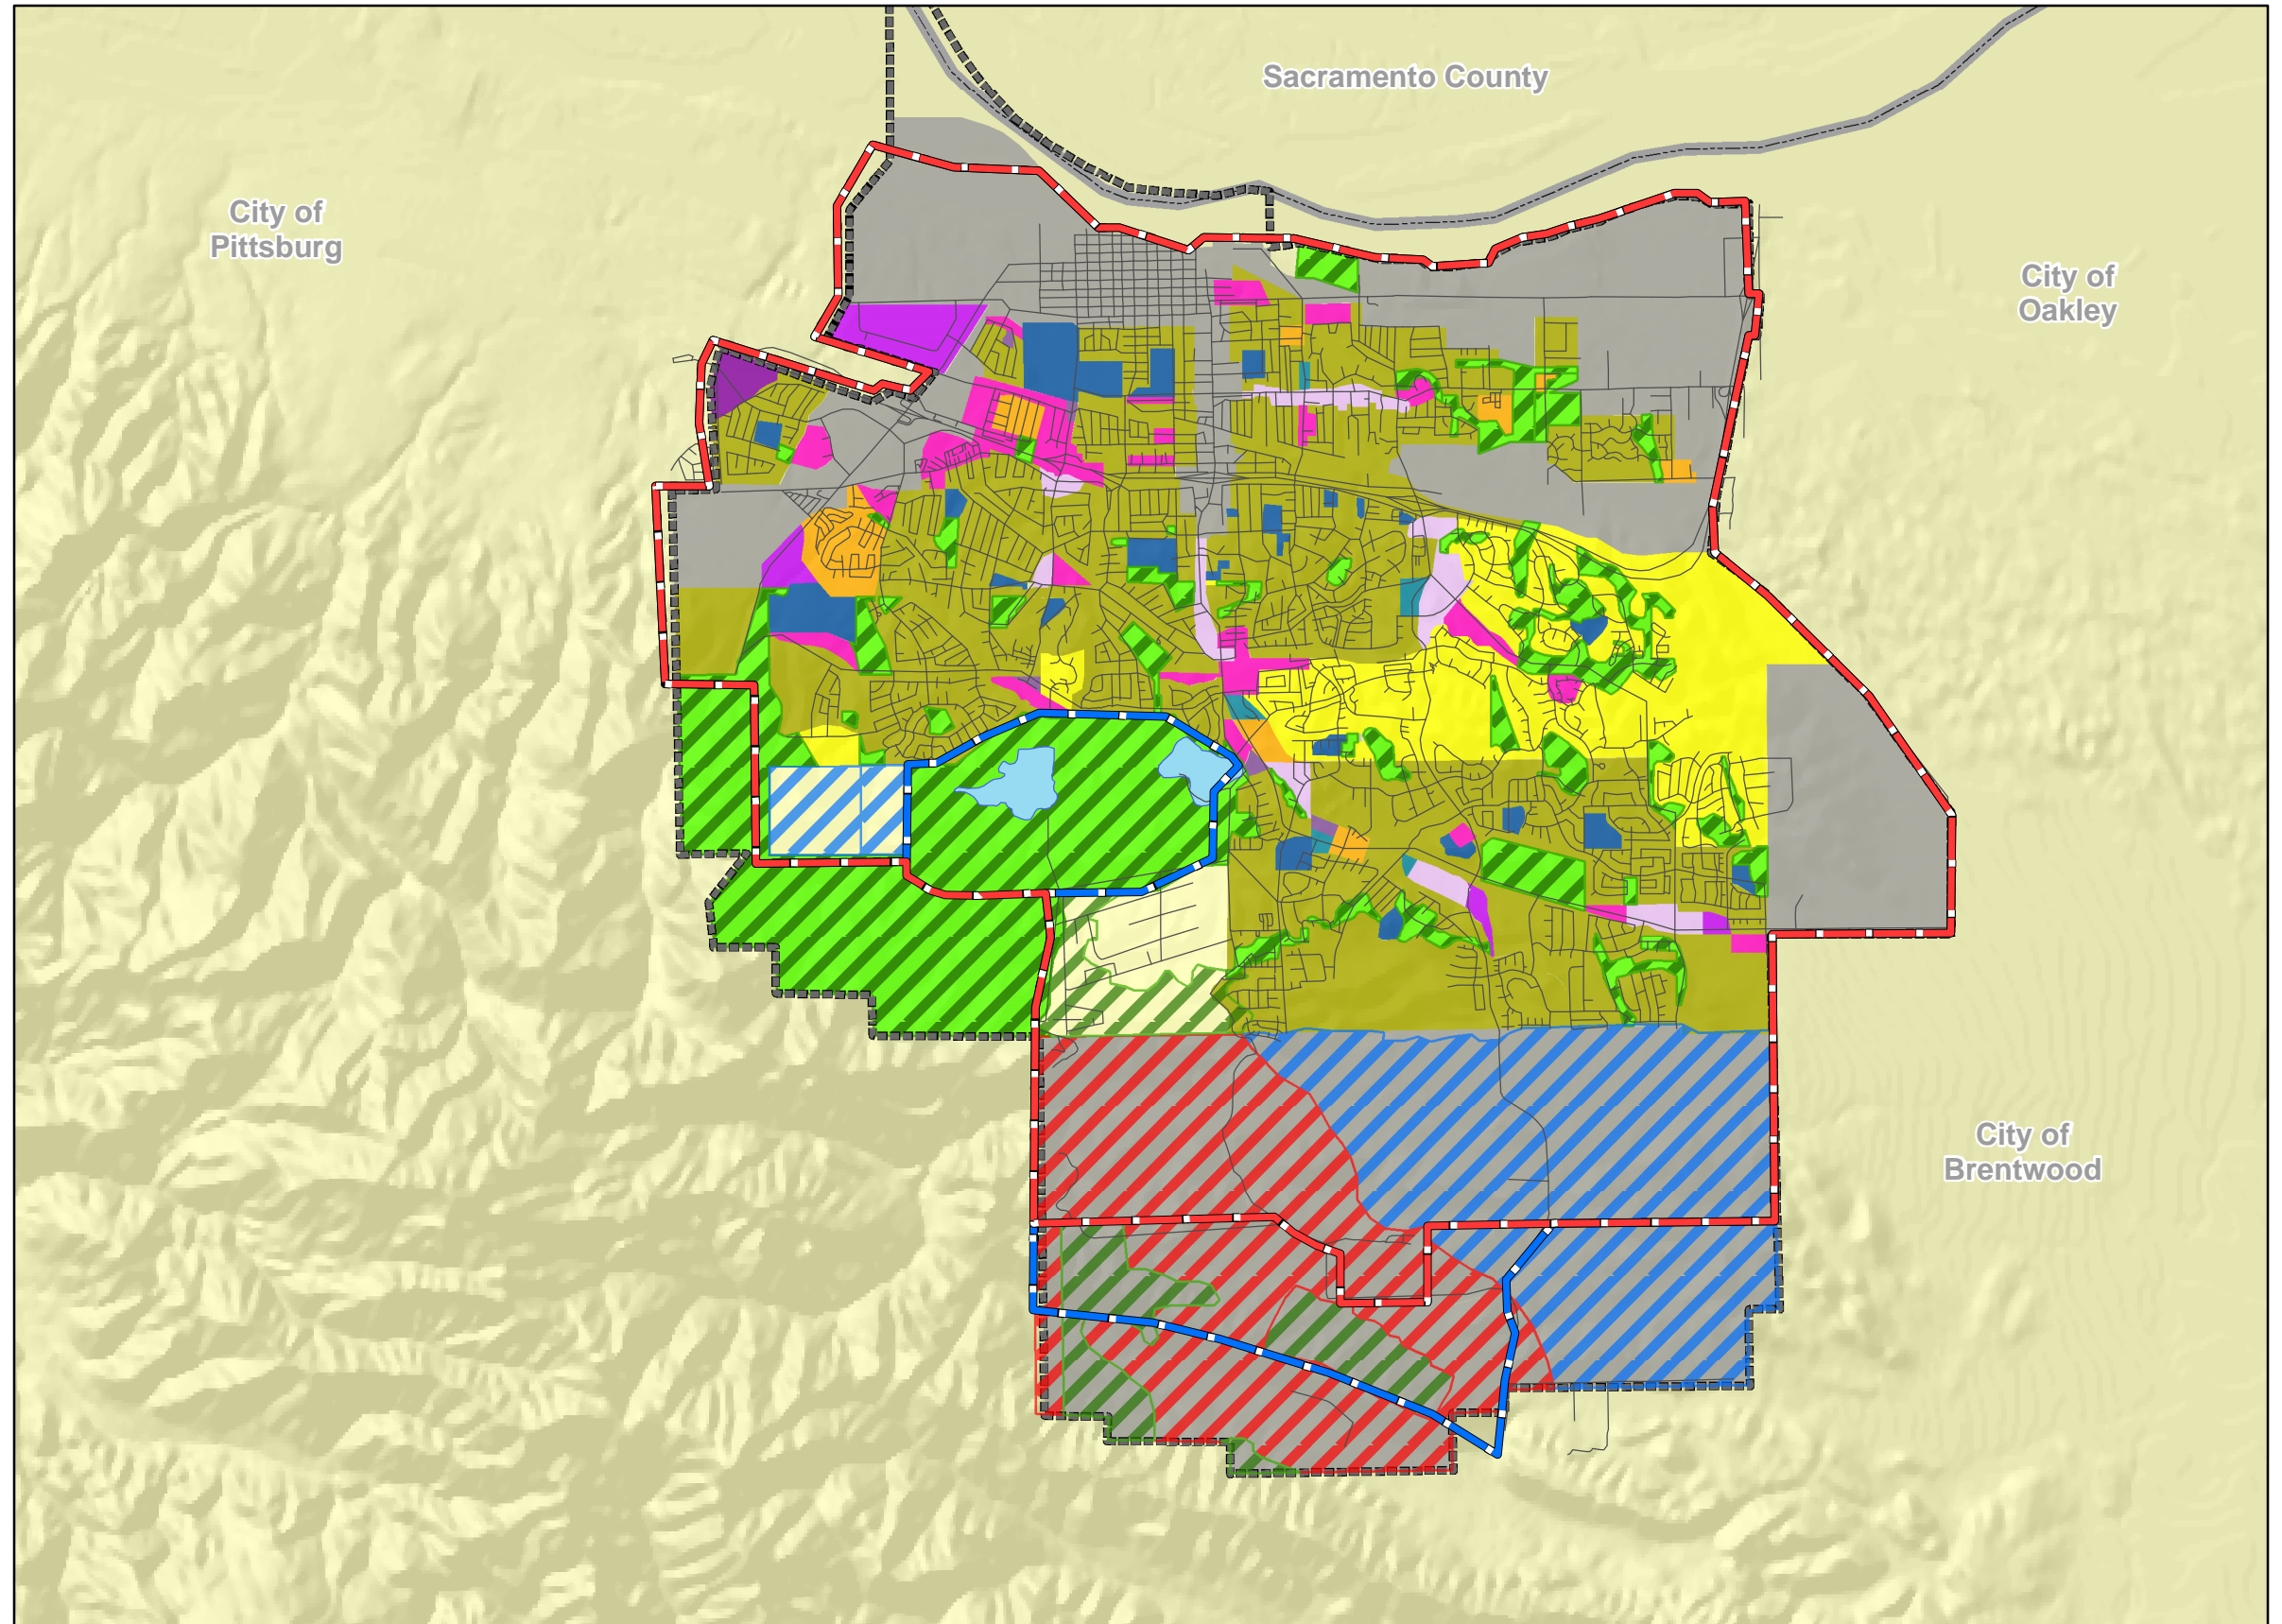 Sacramento County
City of
Pittsburg
City of
Oakley
City of
Brentwood